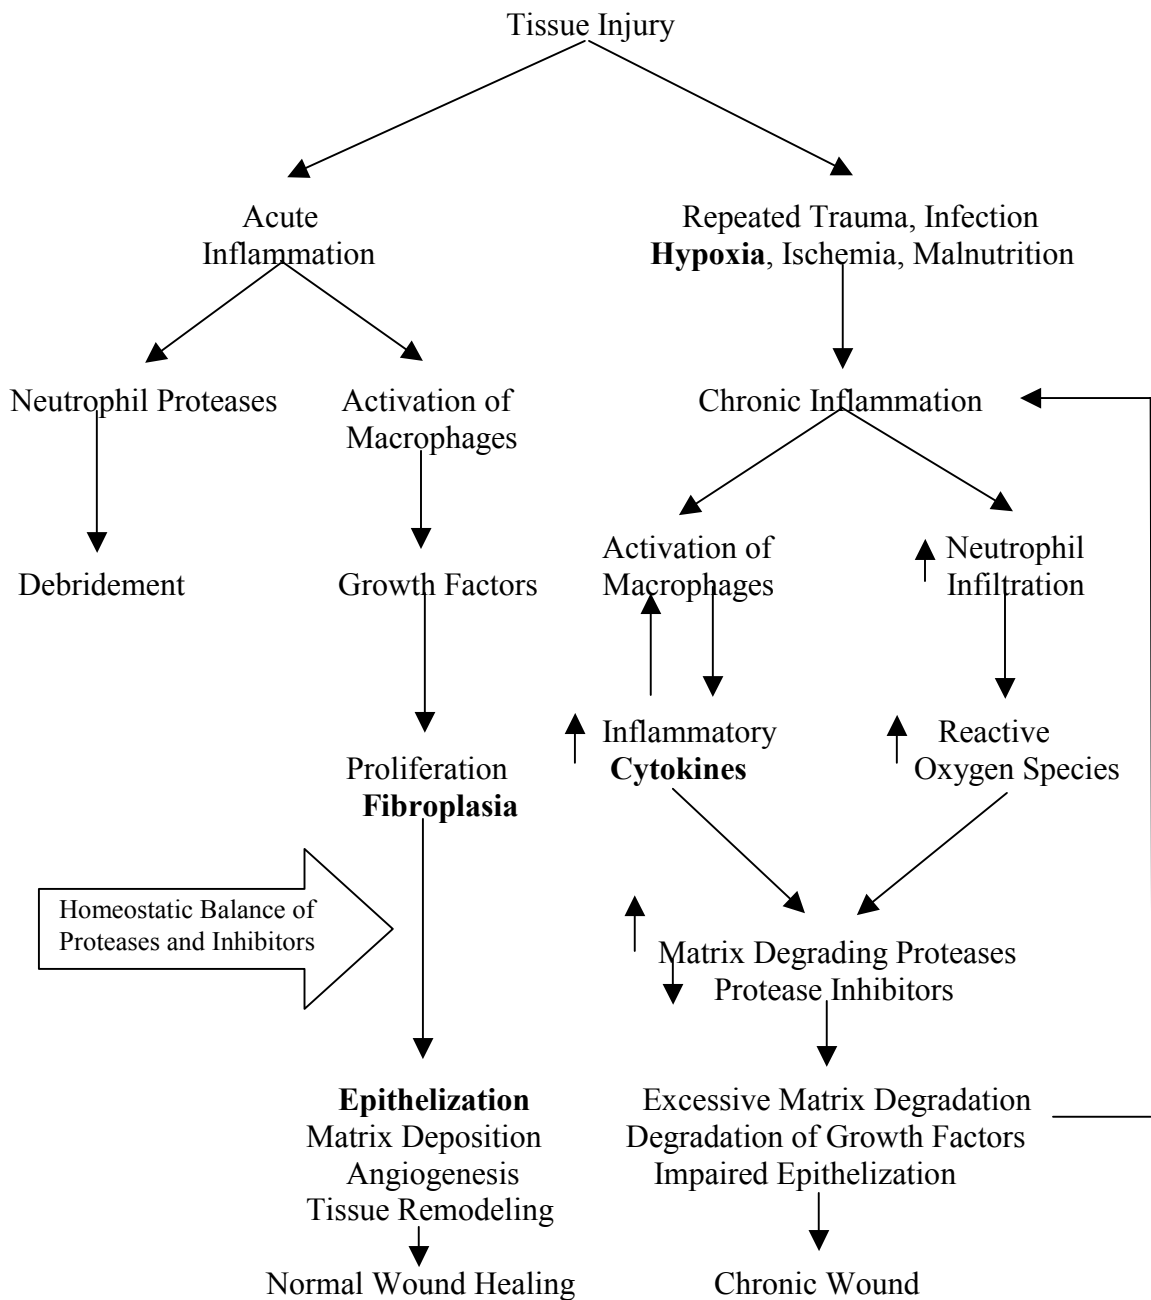 Tissue Injury
Acute
Inflammation
Repeated Trauma, Infection
Hypoxia, Ischemia, Malnutrition
Neutrophil Proteases
Activation of
Macrophages
Chronic Inflammation
Debridement
Growth Factors
Activation of
Macrophages
Neutrophil
Infiltration
Proliferation
Fibroplasia
Inflammatory
Cytokines
Reactive
Oxygen Species
Homeostatic Balance of
Proteases and Inhibitors
Matrix Degrading Proteases
Protease Inhibitors
Epithelization
Matrix Deposition
Angiogenesis
Tissue Remodeling
Excessive Matrix Degradation
Degradation of Growth Factors
Impaired Epithelization
Normal Wound Healing
Chronic Wound